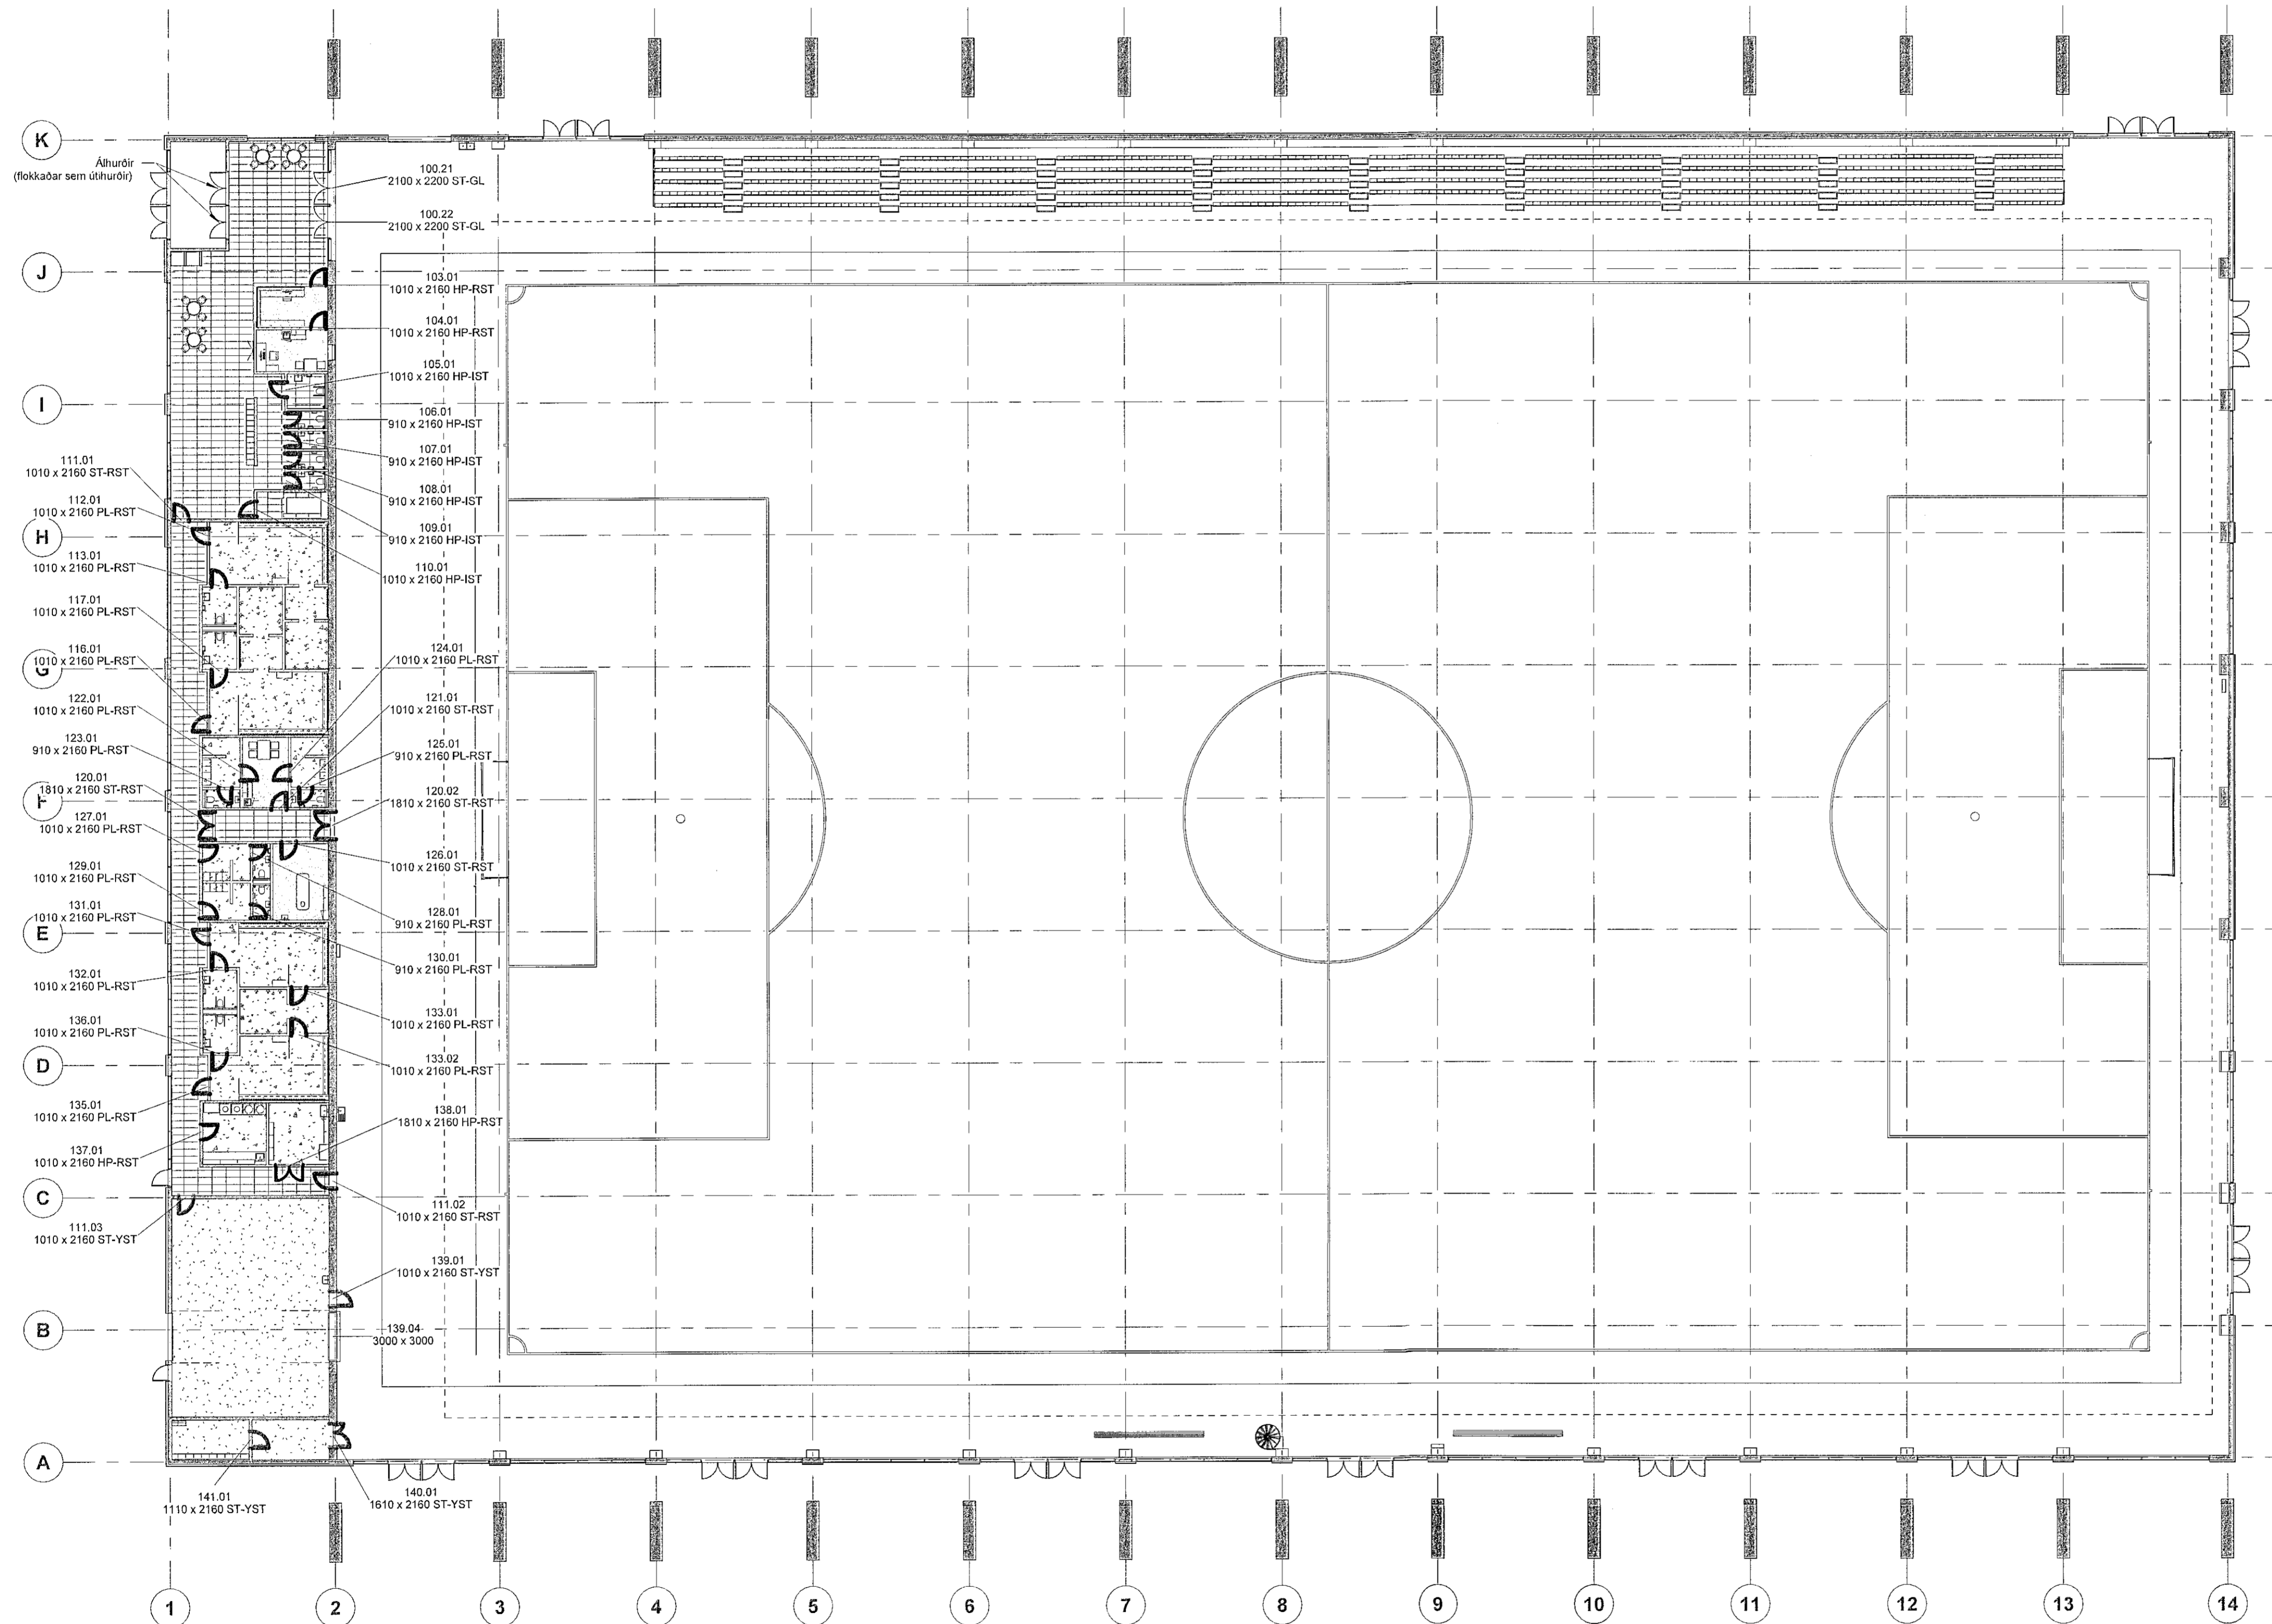 K
Álhurðir
(flokkaðar sem útihurðir)
100.21
2100 x 2200 ST-GL
100.22
2100 x 2200 ST-GL
J
103.01
1010 x 2160 HP-RST
104.01
1010 x 2160 HP-RST
105.01
1010 x 2160 HP-IST
I
106.01
910 x 2160 HP-IST
107.01
910 x 2160 HP-IST
111.01
1010 x 2160 ST-RST
108.01
910 x 2160 HP-IST
112.01
1010 x 2160 PL-RST
109.01
910 x 2160 HP-IST
H
113.01
1010 x 2160 PL-RST
110.01
1010 x 2160 HP-IST
117.01
1010 x 2160 PL-RST
116.01
1010 x 2160 PL-RST
124.01
1010 x 2160 PL-RST
G
122.01
1010 x 2160 PL-RST
121.01
1010 x 2160 ST-RST
123.01
910 x 2160 PL-RST
125.01
910 x 2160 PL-RST
120.01
1810 x 2160 ST-RST
120.02
1810 x 2160 ST-RST
F
127.01
1010 x 2160 PL-RST
126.01
1010 x 2160 ST-RST
129.01
1010 x 2160 PL-RST
131.01
1010 x 2160 PL-RST
128.01
910 x 2160 PL-RST
E
130.01
910 x 2160 PL-RST
132.01
1010 x 2160 PL-RST
133.01
1010 x 2160 PL-RST
136.01
1010 x 2160 PL-RST
133.02
1010 x 2160 PL-RST
D
135.01
1010 x 2160 PL-RST
138.01
1810 x 2160 HP-RST
137.01
1010 x 2160 HP-RST
C
111.02
1010 x 2160 ST-RST
111.03
1010 x 2160 ST-YST
139.01
1010 x 2160 ST-YST
B
139.04
3000 x 3000
A
141.01
1110 x 2160 ST-YST
140.01
1610 x 2160 ST-YST
1 2 3 4 5 6 7 8 9 10 11 12 13 14